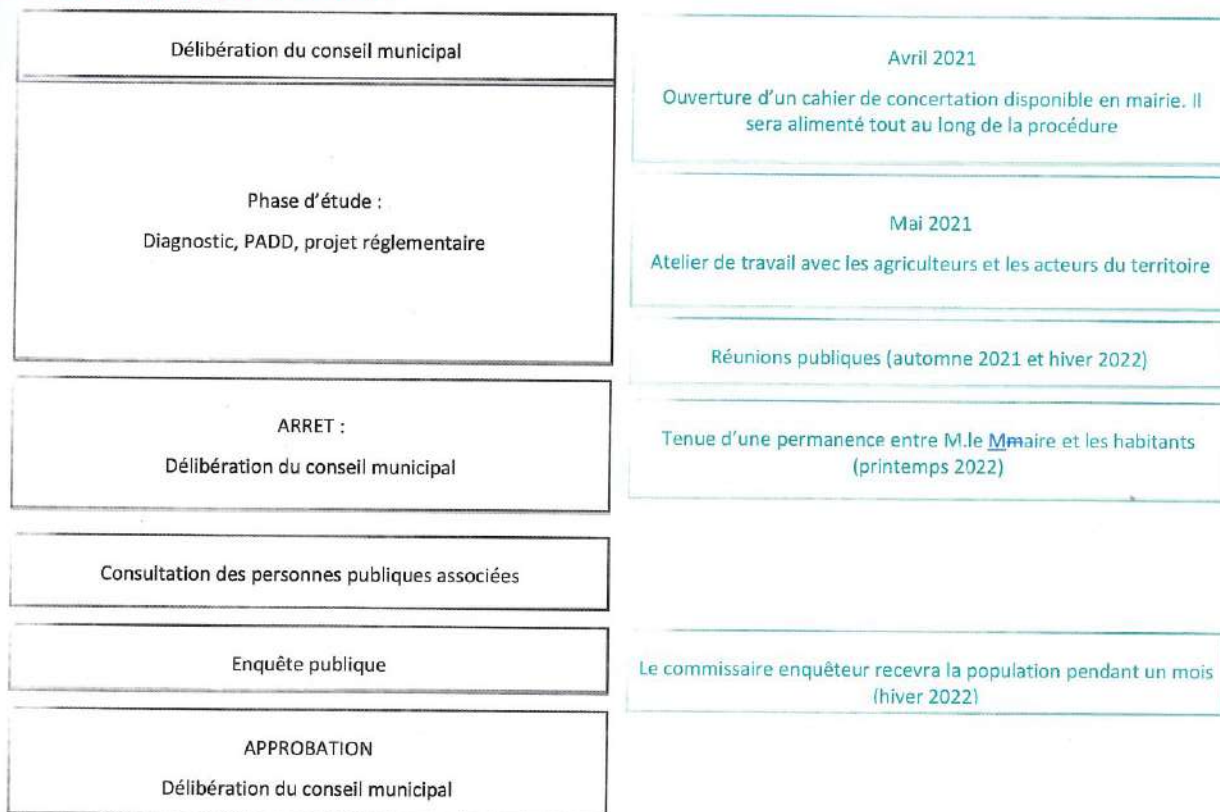 Délibération du conseil municipal
Phase d'étude :
Diagnostic, PADD, projet réglementaire
ARRET :
Délibération du conseil municipal
Consultation des personnes publiques associées
Enquête publique
APPROBATION
Délibération du conseil municipal
Avril 2021
Ouverture d'un cahier de concertation disponible en mairie. Il
sera alimenté tout au long de la procédure
Mai 2021
Atelier de travail avec les agriculteurs et les acteurs du territoire
Réunions publiques (automne 2021 et hiver 2022)
Tenue d'une permanence entre M.le Mmaire et les habitants
(printemps 2022)
Le commissaire enquêteur recevra la population pendant un mois
(hiver 2022)